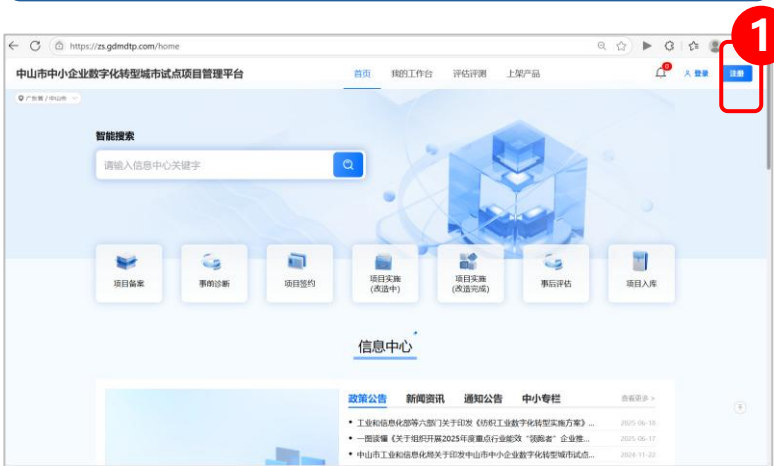 1
https://zs.gdmdtp.com/home
中山市中小企业数字化转型城市试点项目管理平台 首页 我的工作台 评估评测 上架产品 0 登录 注册
广东省 / 中山市
智能搜索
请输入信息中心关键字
项目备案 事前诊断 项目签约 项目实施 项目实施 事后评估 项目入库
(改造中) (改造完成)
信息中心
政策公告 新闻资讯 通知公告 中小专栏 查看更多 >
• 工业和信息化部等六部门关于印发《纺织工业数字化转型实施方案》... 2025-06-10
• 一图读懂《关于组织开展2025年度重点行业能效“领跑者”企业推... 2025-06-17
• 中山市工业和信息化局关于印发中山市中小企业数字化转型城市试点... 2024-11-22